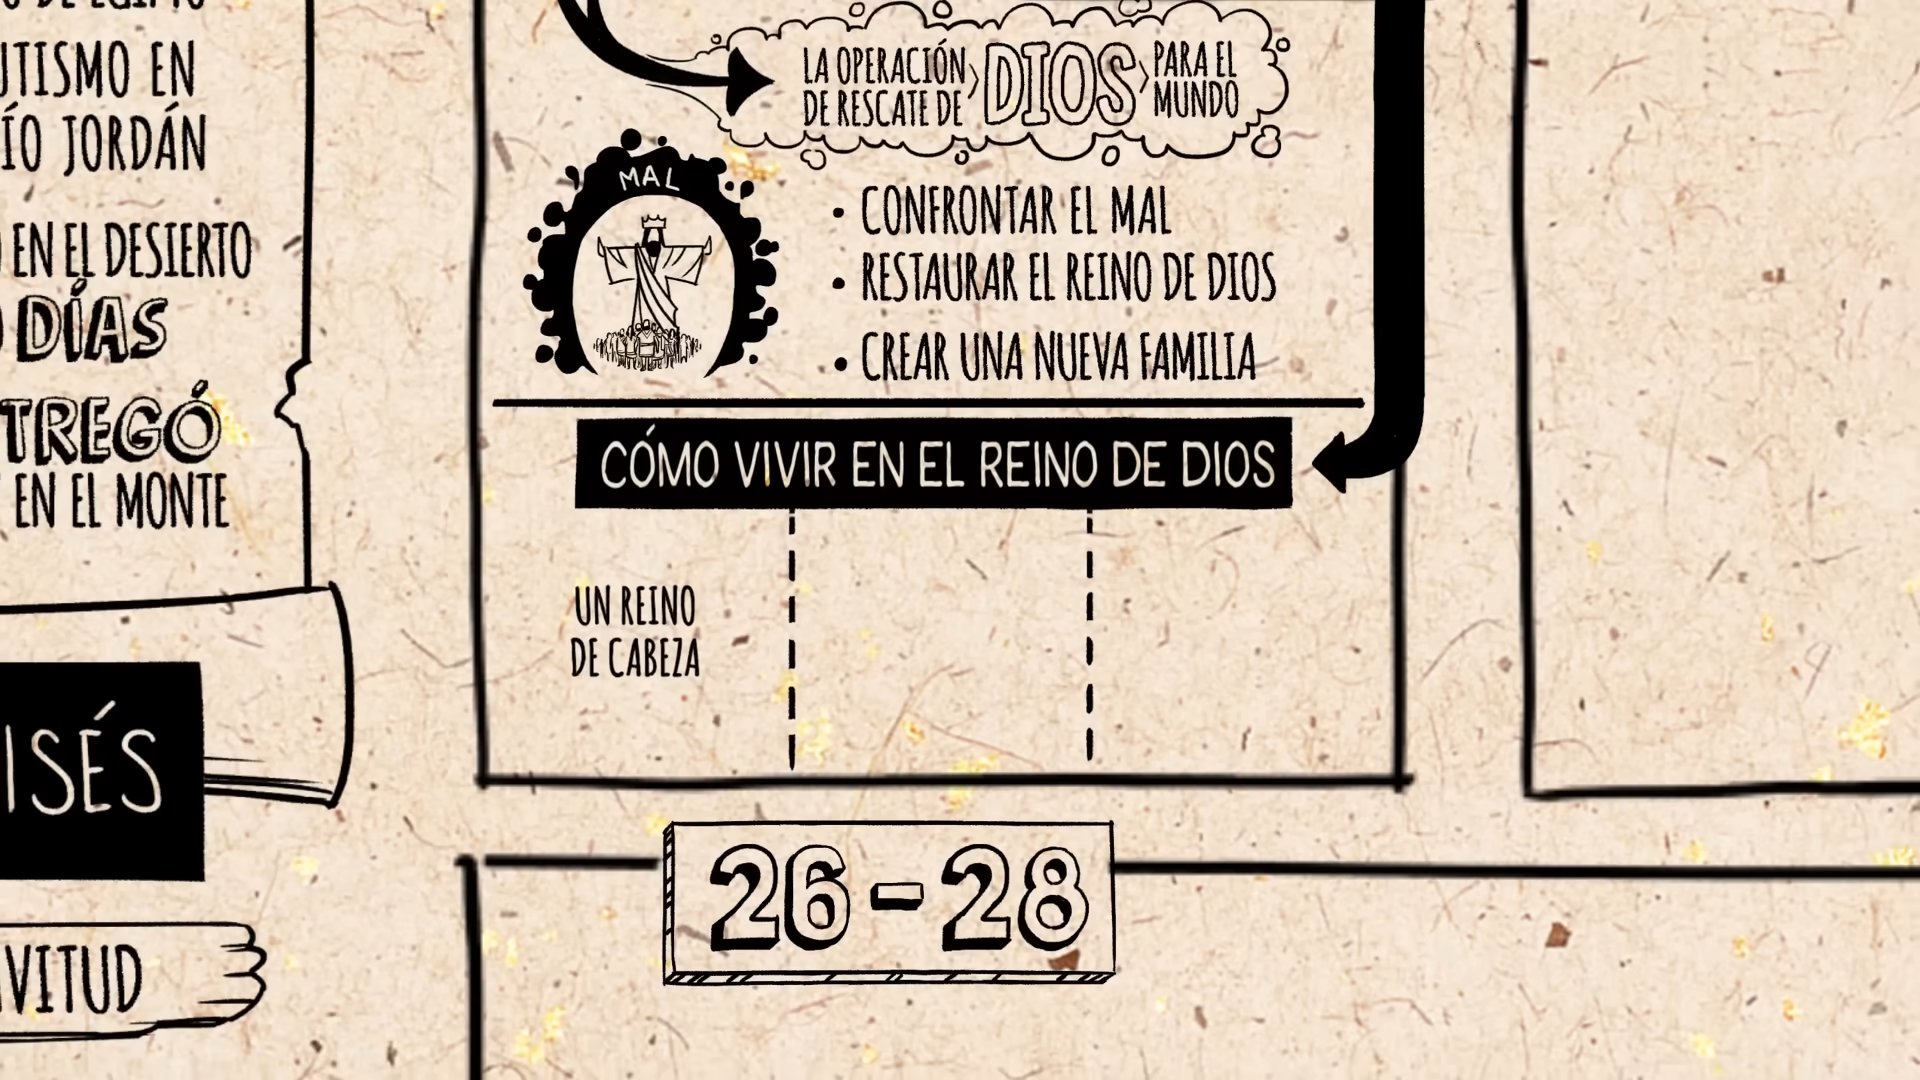 UTISMO EN
ÍO JORDÁN
EN EL DESIERTO
DÍAS
TREGÓ
EN EL MONTE
ISÉS
VITUD
LA OPERACIÓN
DE RESCATE DE
DIOS
PARA EL
MUNDO
MAL
• CONFRONTAR EL MAL
• RESTAURAR EL REINO DE DIOS
• CREAR UNA NUEVA FAMILIA
CÓMO VIVIR EN EL REINO DE DIOS
UN REINO
DE CABEZA
26-28